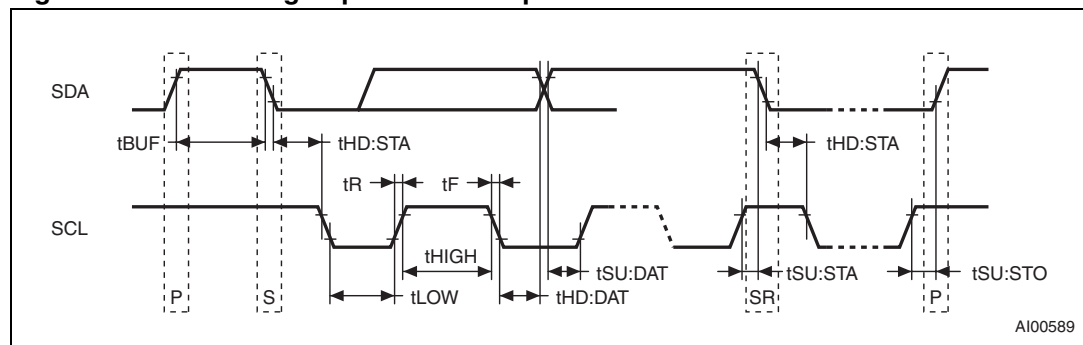 SDA
tBUF
tHD:STA
tHD:STA
tR
tF
SCL
tHIGH
tSU:DAT
tSU:STA
tSU:STO
tLOW
tHD:DAT
P
S
SR
P
AI00589